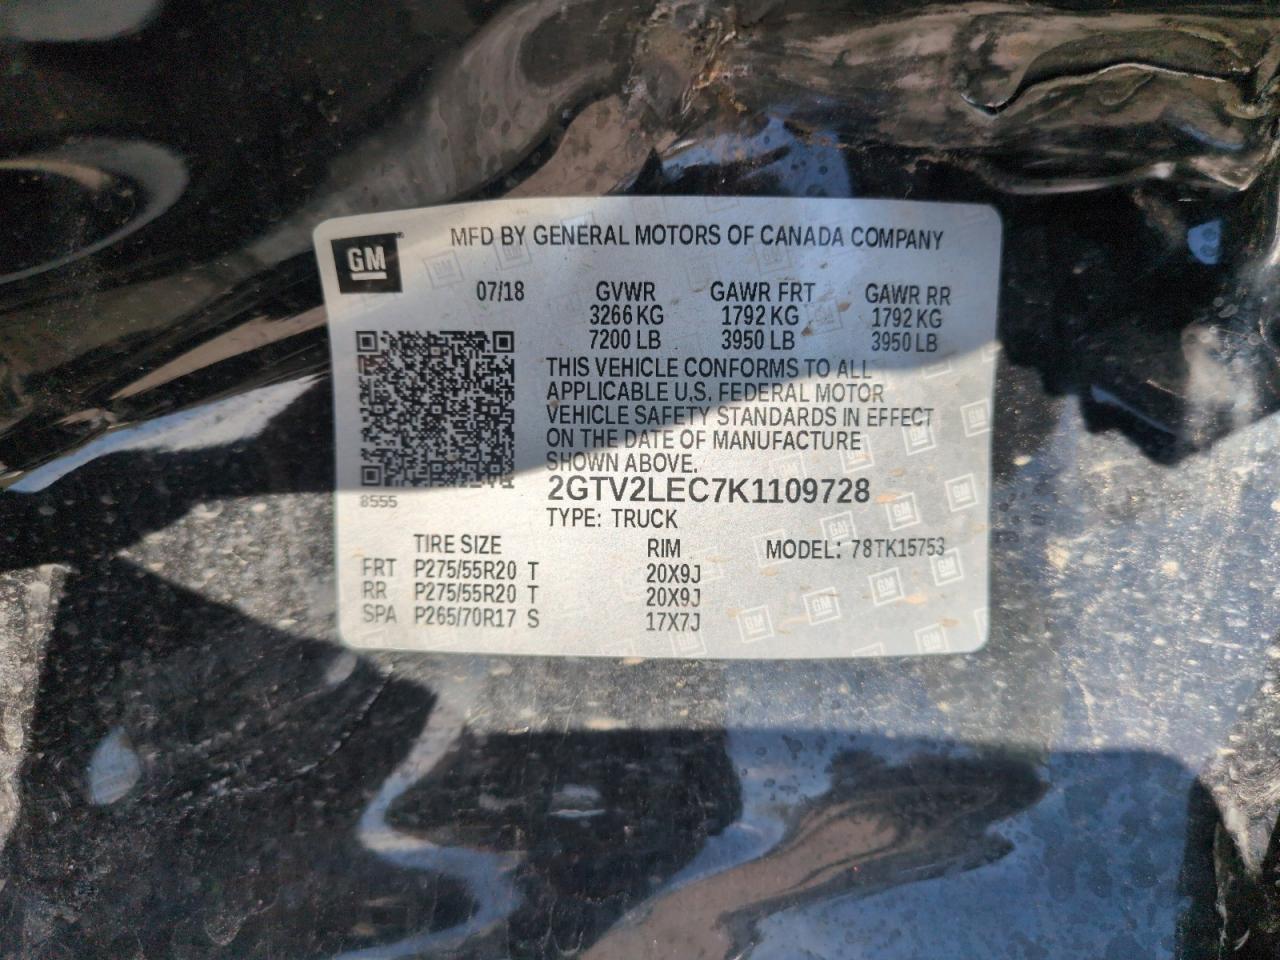 GM
MFD BY GENERAL MOTORS OF CANADA COMPANY
07/18 GVWR GAWR FRT GAWR RR
3266 KG 1792 KG 1792 KG
7200 LB 3950 LB 3950 LB
THIS VEHICLE CONFORMS TO ALL
APPLICABLE U.S. FEDERAL MOTOR
VEHICLE SAFETY STANDARDS IN EFFECT
ON THE DATE OF MANUFACTURE
SHOWN ABOVE.
8555
2GTV2LEC7K1109728
TYPE: TRUCK
TIRE SIZE RIM MODEL: 78TK15753
FRT P275/55R20 T 20X9J
RR P275/55R20 T 20X9J
SPA P265/70R17 S 17X7J